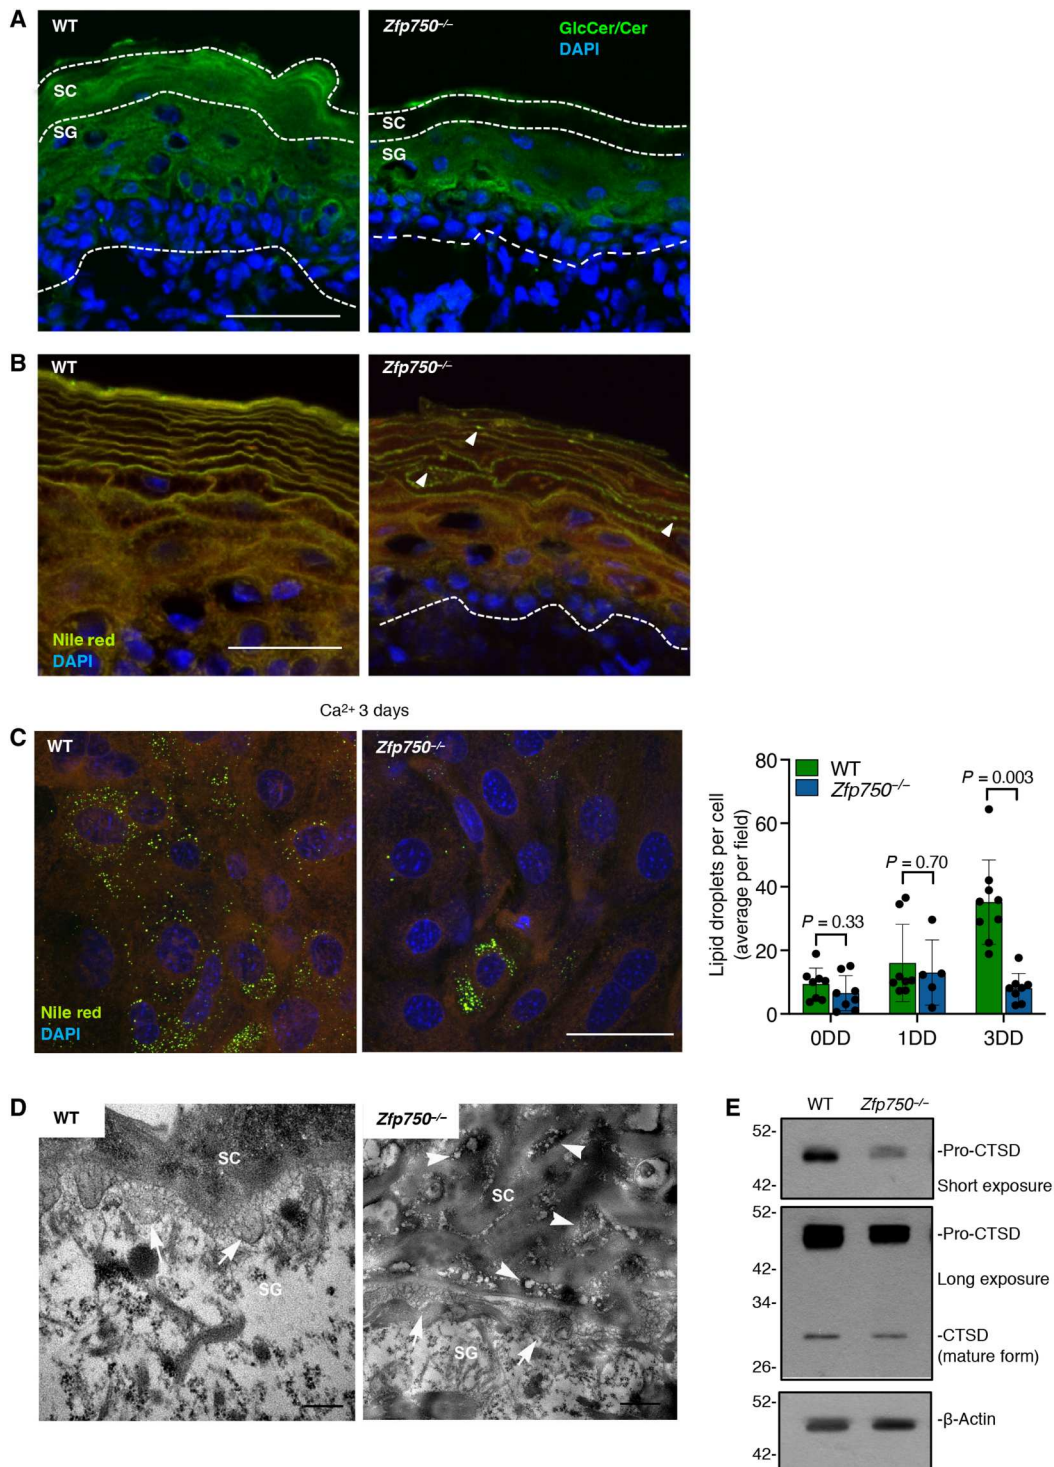 A
WT
Zfp750–/–
GlcCer/Cer
DAPI
SC
SG
SC
SG
B
WT
Zfp750–/–
Nile red
DAPI
Ca2+ 3 days
C
WT
Zfp750–/–
Nile red
DAPI
Lipid droplets per cell
(average per field)
80
60
40
20
0
WT
Zfp750–/–
P = 0.33
P = 0.70
P = 0.003
0DD 1DD 3DD
D
WT
SC
SG
Zfp750–/–
SC
SG
E
WT Zfp750–/–
52-
-Pro-CTSD
42-
Short exposure
52-
-Pro-CTSD
42-
Long exposure
34-
-CTSD
(mature form)
26-
52-
-β-Actin
42-